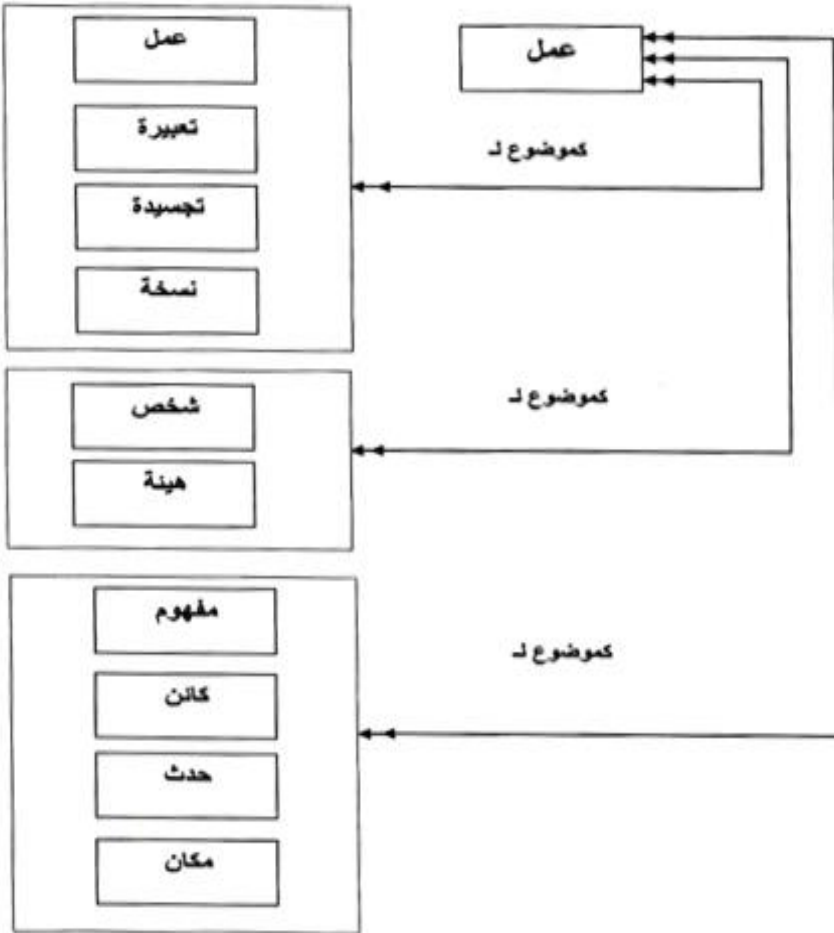 عمل
عمل
تعبيرة
كموضوع لـ
تجسيدة
نسخة
شخص
كموضوع لـ
هيئة
مفهوم
كموضوع لـ
كائن
حدث
مكان